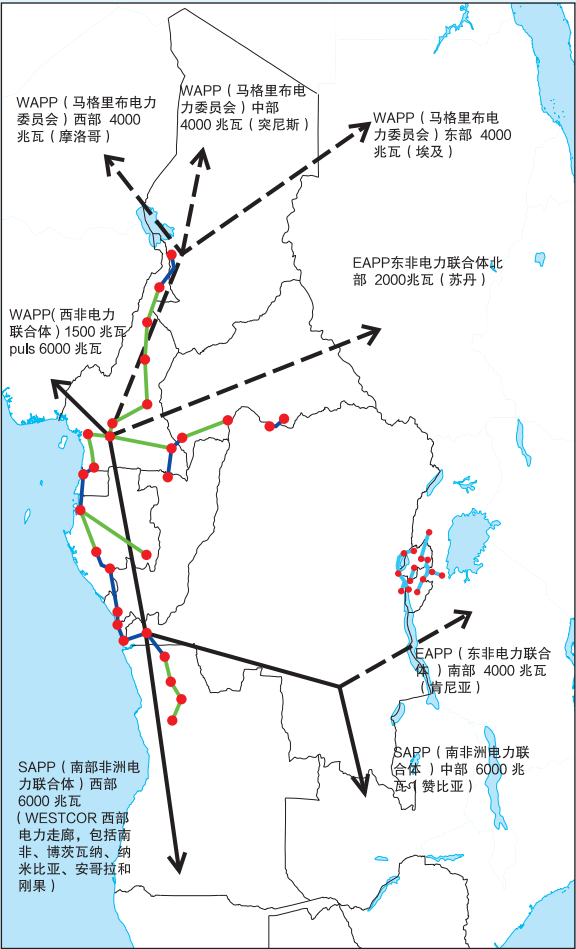 WAPP（马格里布电力
委员会）西部 4000
兆瓦（摩洛哥）
WAPP（马格里布电
力委员会）中部
4000 兆瓦（突尼斯）
WAPP（马格里布电
力委员会）东部 4000
兆瓦（埃及）
EAPP东非电力联合体北
部 2000兆瓦（苏丹）
WAPP（西非电力
联合体）1500 兆瓦
puls 6000 兆瓦
EAPP（东非电力联合
体 ）南部 4000 兆瓦
（肯尼亚）
SAPP（南非洲电力联
合体 ）中部 6000 兆
瓦（赞比亚）
SAPP（南部非洲电
力联合体）西部
6000 兆瓦
（WESTCOR 西部
电力走廊，包括南
非、博茨瓦纳、纳
米比亚、安哥拉和
刚果）